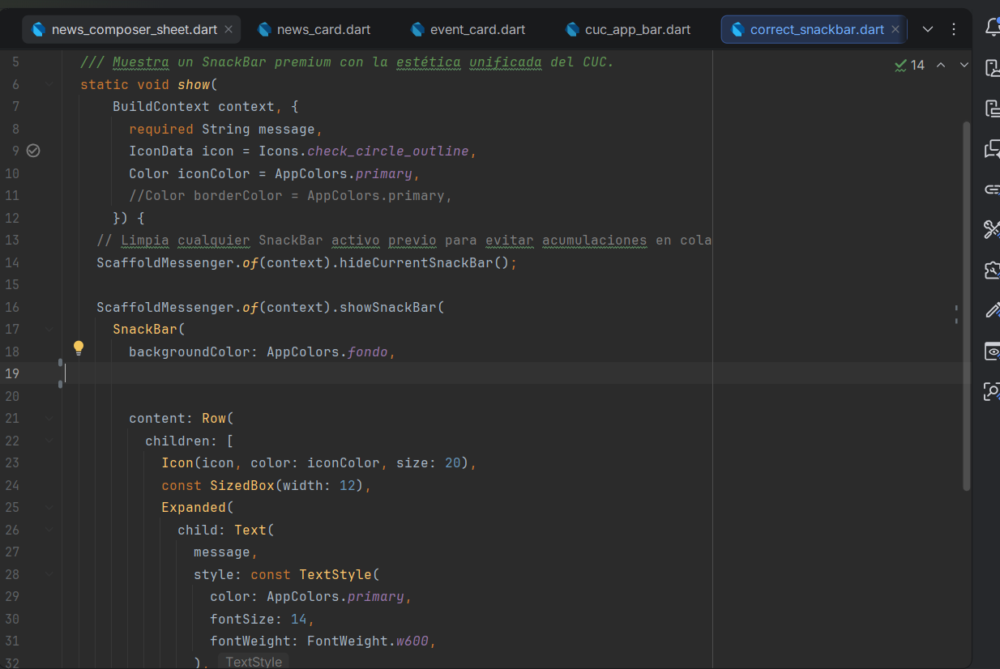 news_composer_sheet.dart
news_card.dart
event_card.dart
cuc_app_bar.dart
correct_snackbar.dart
14
5 /// Muestra un SnackBar premium con la estética unificada del CUC.
6 static void show(
7 BuildContext context, {
8 required String message,
9 IconData icon = Icons.check_circle_outline,
10 Color iconColor = AppColors.primary,
11 //Color borderColor = AppColors.primary,
12 }) {
13 // Limpia cualquier SnackBar activo previo para evitar acumulaciones en cola
14 ScaffoldMessenger.of(context).hideCurrentSnackBar();
15
16 ScaffoldMessenger.of(context).showSnackBar(
17 SnackBar(
18 backgroundColor: AppColors.fondo,
19
20
21 content: Row(
22 children: [
23 Icon(icon, color: iconColor, size: 20),
24 const SizedBox(width: 12),
25 Expanded(
26 child: Text(
27 message,
28 style: const TextStyle(
29 color: AppColors.primary,
30 fontSize: 14,
31 fontWeight: FontWeight.w600,
32 ), TextStyle